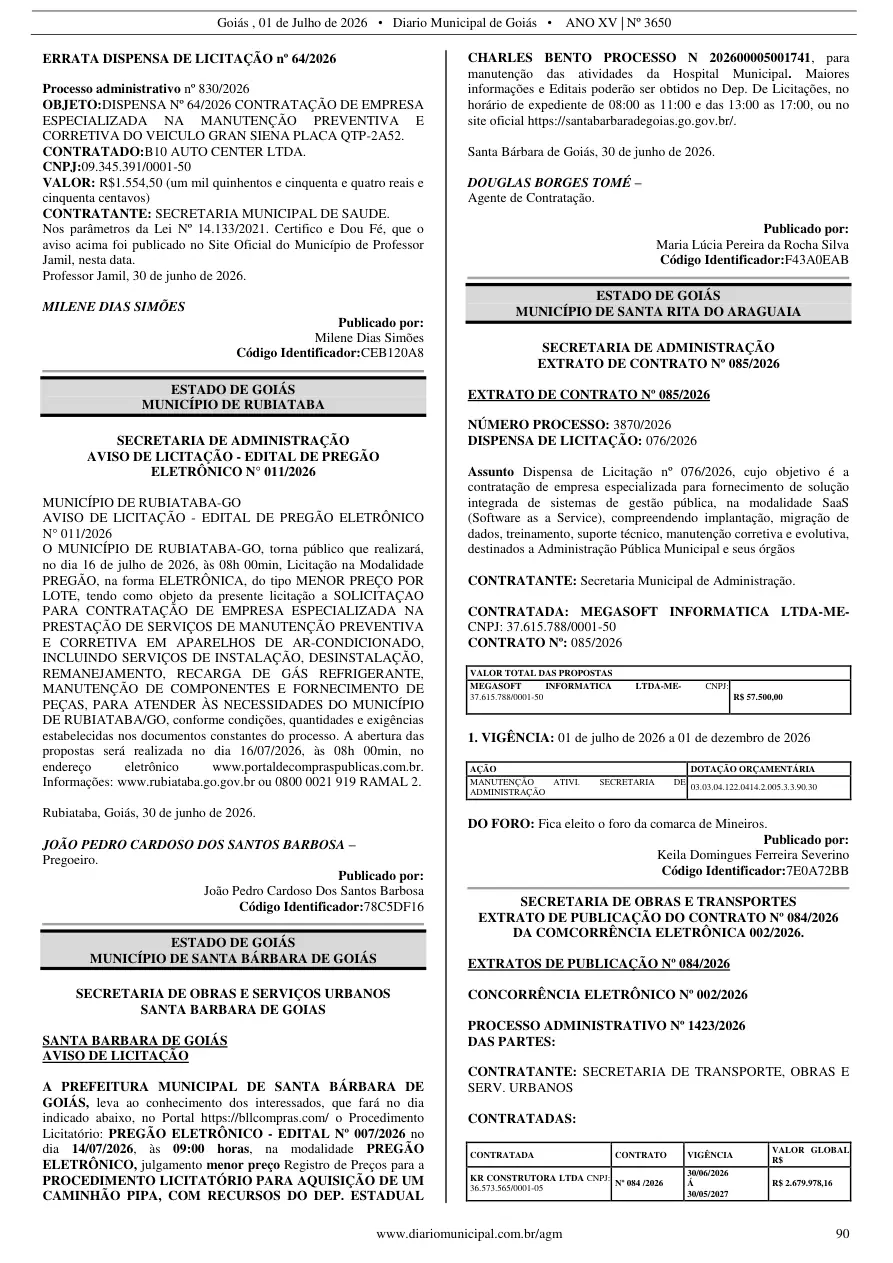 Goiás , 01 de Julho de 2026 • Diario Municipal de Goiás • ANO XV | Nº 3650
ERRATA DISPENSA DE LICITAÇÃO nº 64/2026
Processo administrativo nº 830/2026
OBJETO:DISPENSA Nº 64/2026 CONTRATAÇÃO DE EMPRESA
ESPECIALIZADA NA MANUTENÇÃO PREVENTIVA E
CORRETIVA DO VEICULO GRAN SIENA PLACA QTP-2A52.
CONTRATADO:B10 AUTO CENTER LTDA.
CNPJ:09.345.391/0001-50
VALOR: R$1.554,50 (um mil quinhentos e cinquenta e quatro reais e
cinquenta centavos)
CONTRATANTE: SECRETARIA MUNICIPAL DE SAUDE.
Nos parâmetros da Lei Nº 14.133/2021. Certifico e Dou Fé, que o
aviso acima foi publicado no Site Oficial do Município de Professor
Jamil, nesta data.
Professor Jamil, 30 de junho de 2026.
MILENE DIAS SIMÕES
Publicado por:
Milene Dias Simões
Código Identificador:CEB120A8
ESTADO DE GOIÁS
MUNICÍPIO DE RUBIATABA
SECRETARIA DE ADMINISTRAÇÃO
AVISO DE LICITAÇÃO - EDITAL DE PREGÃO
ELETRÔNICO N° 011/2026
MUNICÍPIO DE RUBIATABA-GO
AVISO DE LICITAÇÃO - EDITAL DE PREGÃO ELETRÔNICO
N° 011/2026
O MUNICÍPIO DE RUBIATABA-GO, torna público que realizará,
no dia 16 de julho de 2026, às 08h 00min, Licitação na Modalidade
PREGÃO, na forma ELETRÔNICA, do tipo MENOR PREÇO POR
LOTE, tendo como objeto da presente licitação a SOLICITAÇAO
PARA CONTRATAÇÃO DE EMPRESA ESPECIALIZADA NA
PRESTAÇÃO DE SERVIÇOS DE MANUTENÇÃO PREVENTIVA
E CORRETIVA EM APARELHOS DE AR-CONDICIONADO,
INCLUINDO SERVIÇOS DE INSTALAÇÃO, DESINSTALAÇÃO,
REMANEJAMENTO, RECARGA DE GÁS REFRIGERANTE,
MANUTENÇÃO DE COMPONENTES E FORNECIMENTO DE
PEÇAS, PARA ATENDER ÀS NECESSIDADES DO MUNICÍPIO
DE RUBIATABA/GO, conforme condições, quantidades e exigências
estabelecidas nos documentos constantes do processo. A abertura das
propostas será realizada no dia 16/07/2026, às 08h 00min, no
endereço eletrônico www.portaldecompraspublicas.com.br.
Informações: www.rubiataba.go.gov.br ou 0800 0021 919 RAMAL 2.
Rubiataba, Goiás, 30 de junho de 2026.
JOÃO PEDRO CARDOSO DOS SANTOS BARBOSA –
Pregoeiro.
Publicado por:
João Pedro Cardoso Dos Santos Barbosa
Código Identificador:78C5DF16
ESTADO DE GOIÁS
MUNICÍPIO DE SANTA BÁRBARA DE GOIÁS
SECRETARIA DE OBRAS E SERVIÇOS URBANOS
SANTA BARBARA DE GOIAS
SANTA BARBARA DE GOIÁS
AVISO DE LICITAÇÃO
A PREFEITURA MUNICIPAL DE SANTA BÁRBARA DE
GOIÁS, leva ao conhecimento dos interessados, que fará no dia
indicado abaixo, no Portal https://bllcompras.com/ o Procedimento
Licitatório: PREGÃO ELETRÔNICO - EDITAL Nº 007/2026 no
dia 14/07/2026, às 09:00 horas, na modalidade PREGÃO
ELETRÔNICO, julgamento menor preço Registro de Preços para a
PROCEDIMENTO LICITATÓRIO PARA AQUISIÇÃO DE UM
CAMINHÃO PIPA, COM RECURSOS DO DEP. ESTADUAL
CHARLES BENTO PROCESSO N 202600005001741, para
manutenção das atividades da Hospital Municipal. Maiores
informações e Editais poderão ser obtidos no Dep. De Licitações, no
horário de expediente de 08:00 as 11:00 e das 13:00 as 17:00, ou no
site oficial https://santabarbaradegoias.go.gov.br/.
Santa Bárbara de Goiás, 30 de junho de 2026.
DOUGLAS BORGES TOMÉ –
Agente de Contratação.
Publicado por:
Maria Lúcia Pereira da Rocha Silva
Código Identificador:F43A0EAB
ESTADO DE GOIÁS
MUNICÍPIO DE SANTA RITA DO ARAGUAIA
SECRETARIA DE ADMINISTRAÇÃO
EXTRATO DE CONTRATO Nº 085/2026
EXTRATO DE CONTRATO Nº 085/2026
NÚMERO PROCESSO: 3870/2026
DISPENSA DE LICITAÇÃO: 076/2026
Assunto Dispensa de Licitação nº 076/2026, cujo objetivo é a
contratação de empresa especializada para fornecimento de solução
integrada de sistemas de gestão pública, na modalidade SaaS
(Software as a Service), compreendendo implantação, migração de
dados, treinamento, suporte técnico, manutenção corretiva e evolutiva,
destinados a Administração Pública Municipal e seus órgãos
CONTRATANTE: Secretaria Municipal de Administração.
CONTRATADA: MEGASOFT INFORMATICA LTDA-ME-
CNPJ: 37.615.788/0001-50
CONTRATO Nº: 085/2026
VALOR TOTAL DAS PROPOSTAS
MEGASOFT INFORMATICA LTDA-ME- CNPJ:
37.615.788/0001-50
R$ 57.500,00
1. VIGÊNCIA: 01 de julho de 2026 a 01 de dezembro de 2026
AÇÃO DOTAÇÃO ORÇAMENTÁRIA
MANUTENÇÃO ATIVI. SECRETARIA DE
ADMINISTRAÇÃO
03.03.04.122.0414.2.005.3.3.90.30
DO FORO: Fica eleito o foro da comarca de Mineiros.
Publicado por:
Keila Domingues Ferreira Severino
Código Identificador:7E0A72BB
SECRETARIA DE OBRAS E TRANSPORTES
EXTRATO DE PUBLICAÇÃO DO CONTRATO Nº 084/2026
DA COMCORRÊNCIA ELETRÔNICA 002/2026.
EXTRATOS DE PUBLICAÇÃO Nº 084/2026
CONCORRÊNCIA ELETRÔNICO Nº 002/2026
PROCESSO ADMINISTRATIVO Nº 1423/2026
DAS PARTES:
CONTRATANTE: SECRETARIA DE TRANSPORTE, OBRAS E
SERV. URBANOS
CONTRATADAS:
CONTRATADA CONTRATO VIGÊNCIA VALOR GLOBAL
R$
KR CONSTRUTORA LTDA CNPJ:
36.573.565/0001-05
Nº 084 /2026
30/06/2026
Á
30/05/2027
R$ 2.679.978,16
www.diariomunicipal.com.br/agm 90